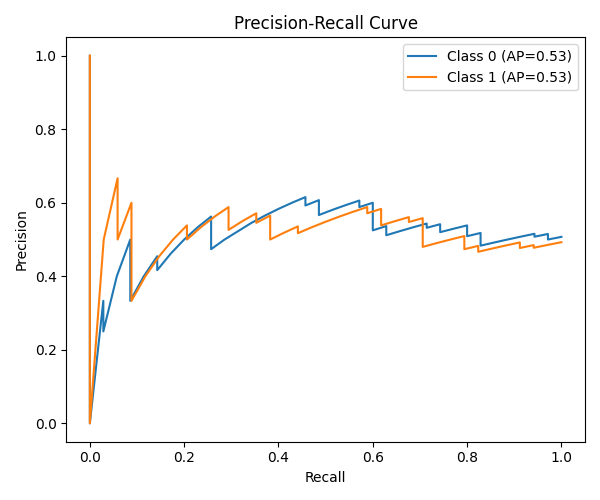 Precision-Recall Curve
Class 0 (AP=0.53)
Class 1 (AP=0.53)
Precision
1.0
0.8
0.6
0.4
0.2
0.0
0.0 0.2 0.4 0.6 0.8 1.0
Recall